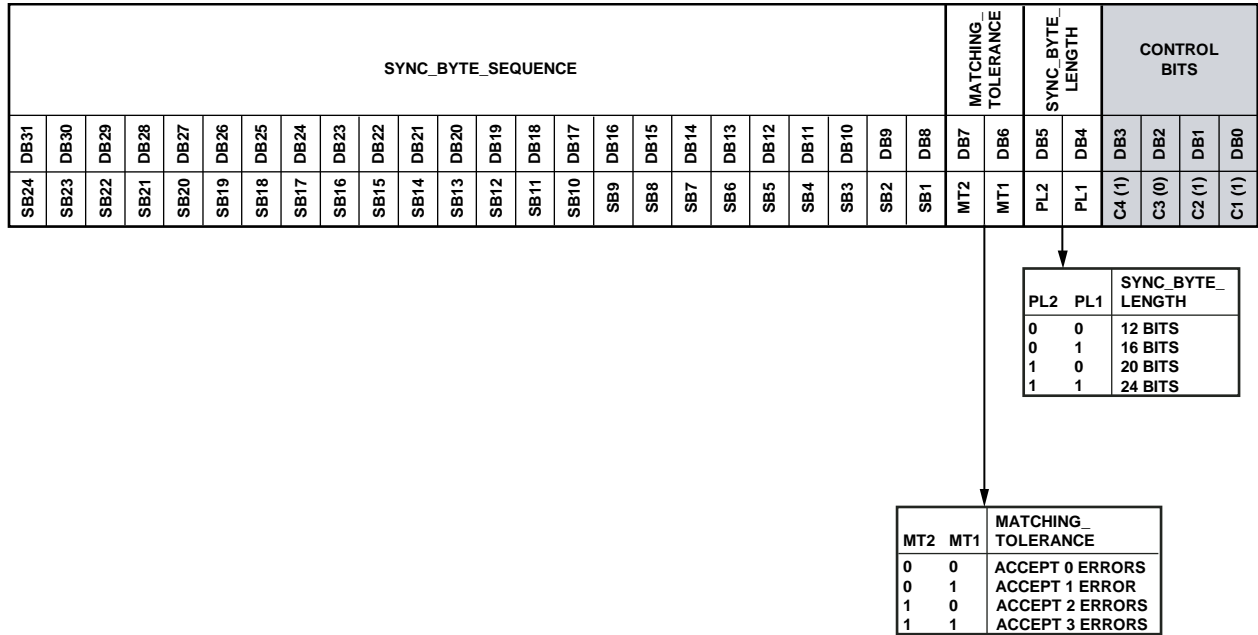 SYNC_BYTE_SEQUENCE
MATCHING_
TOLERANCE
SYNC_BYTE_
LENGTH
CONTROL
BITS
DB31 DB30 DB29 DB28 DB27 DB26 DB25 DB24 DB23 DB22 DB21 DB20 DB19 DB18 DB17 DB16 DB15 DB14 DB13 DB12 DB11 DB10 DB9 DB8 DB7 DB6 DB5 DB4 DB3 DB2 DB1 DB0
SB24 SB23 SB22 SB21 SB20 SB19 SB18 SB17 SB16 SB15 SB14 SB13 SB12 SB11 SB10 SB9 SB8 SB7 SB6 SB5 SB4 SB3 SB2 SB1 MT2 MT1 PL2 PL1 C4 (1) C3 (0) C2 (1) C1 (1)
SYNC_BYTE_
PL2 PL1 LENGTH
0 0 12 BITS
0 1 16 BITS
1 0 20 BITS
1 1 24 BITS
MATCHING_
MT2 MT1 TOLERANCE
0 0 ACCEPT 0 ERRORS
0 1 ACCEPT 1 ERROR
1 0 ACCEPT 2 ERRORS
1 1 ACCEPT 3 ERRORS